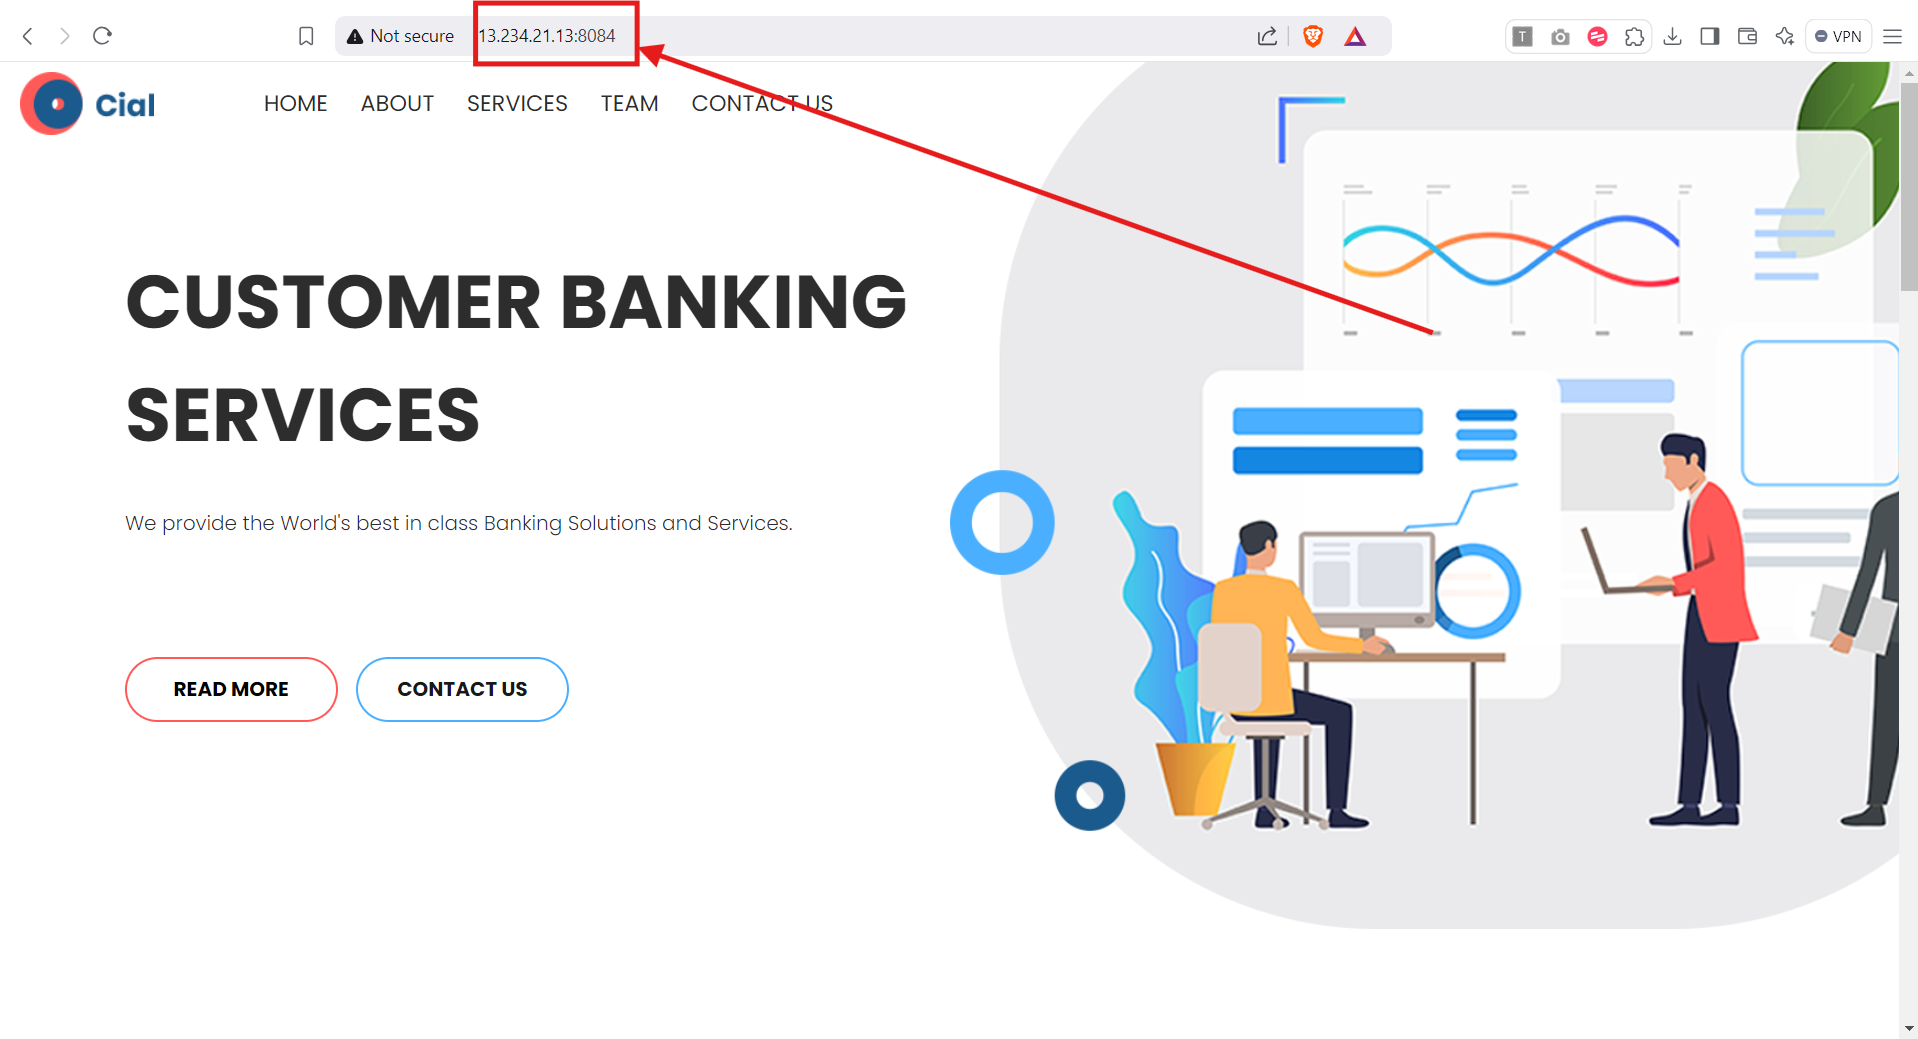 Not secure 13.234.21.13:8084
T
VPN
Cial
HOME ABOUT SERVICES TEAM CONTACT US
CUSTOMER BANKING
SERVICES
We provide the World's best in class Banking Solutions and Services.
READ MORE CONTACT US